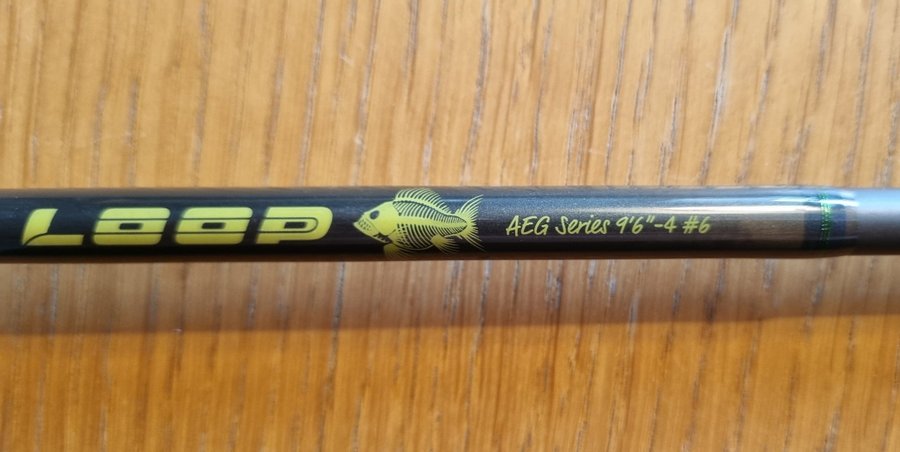 LOOP AEG Series 9'6"-4 #6